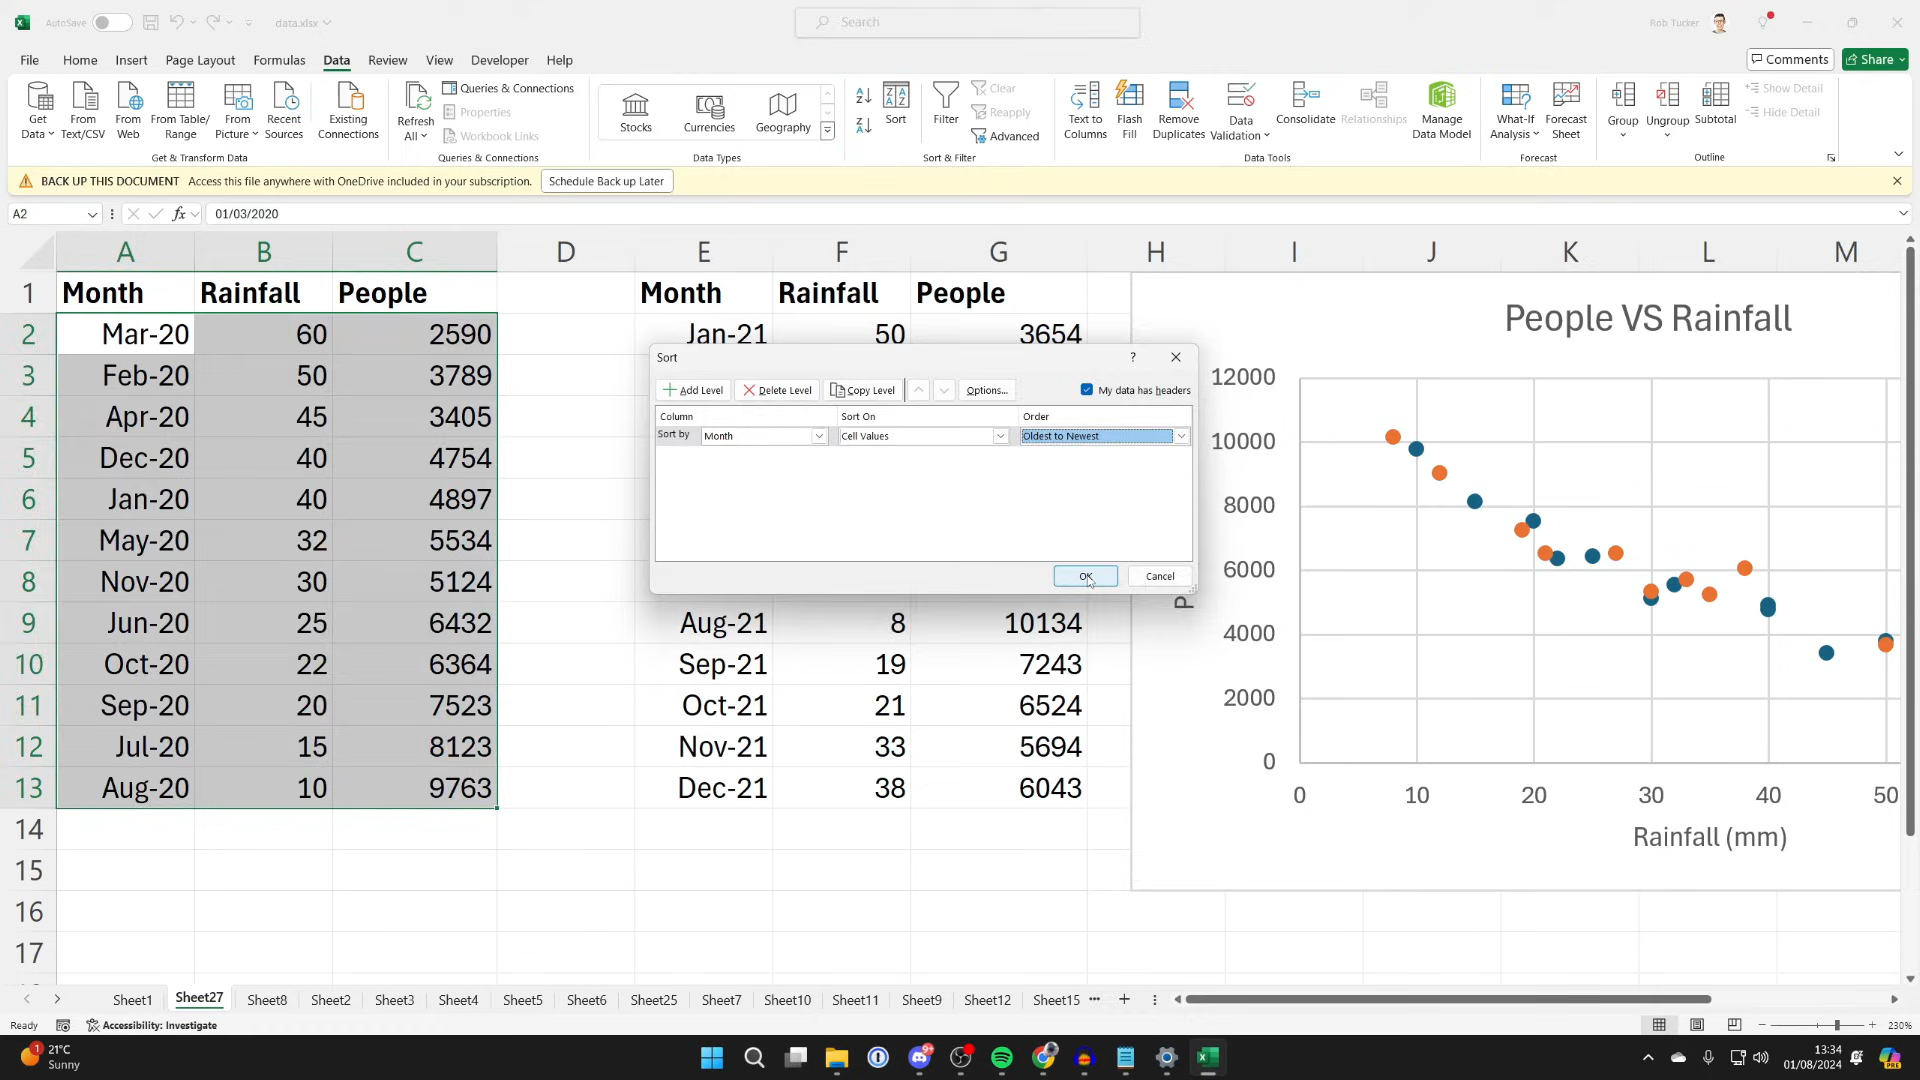 AutoSave
data.xlsx
Search
Rob Tucker
File Home Insert Page Layout Formulas Data Review View Developer Help
Comments
Share
Get Data
From Text/CSV
From Web
From Table/ Range
From Picture
Recent Sources
Existing Connections
Get & Transform Data
Refresh All
Queries & Connections
Properties
Workbook Links
Queries & Connections
Stocks
Currencies
Geography
Data Types
Sort
Filter
Clear
Reapply
Advanced
Sort & Filter
Text to Columns
Flash Fill
Remove Duplicates
Data Validation
Consolidate
Relationships
Manage Data Model
Data Tools
What-If Analysis
Forecast Sheet
Forecast
Group
Ungroup
Subtotal
Show Detail
Hide Detail
Outline
BACK UP THIS DOCUMENT Access this file anywhere with OneDrive included in your subscription. Schedule Back up Later
A2 fx 01/03/2020
A B C D E F G H I J K L M
1 Month Rainfall People Month Rainfall People
2 Mar-20 60 2590 Jan-21 50 3654
3 Feb-20 50 3789
4 Apr-20 45 3405
5 Dec-20 40 4754
6 Jan-20 40 4897
7 May-20 32 5534
8 Nov-20 30 5124
9 Jun-20 25 6432 Aug-21 8 10134
10 Oct-20 22 6364 Sep-21 19 7243
11 Sep-20 20 7523 Oct-21 21 6524
12 Jul-20 15 8123 Nov-21 33 5694
13 Aug-20 10 9763 Dec-21 38 6043
14
15
16
17
Sort ?
Add Level Delete Level Copy Level Options... My data has headers
Column Sort On Order
Sort by Month Cell Values Oldest to Newest
OK Cancel
People VS Rainfall
12000
10000
8000
6000
4000
2000
0
0 10 20 30 40 50
Rainfall (mm)
Sheet1 Sheet27 Sheet8 Sheet2 Sheet3 Sheet4 Sheet5 Sheet6 Sheet25 Sheet7 Sheet10 Sheet11 Sheet9 Sheet12 Sheet15
Ready Accessibility: Investigate 230%
1 21°C
Sunny
9+
13:34
01/08/2024
PRE